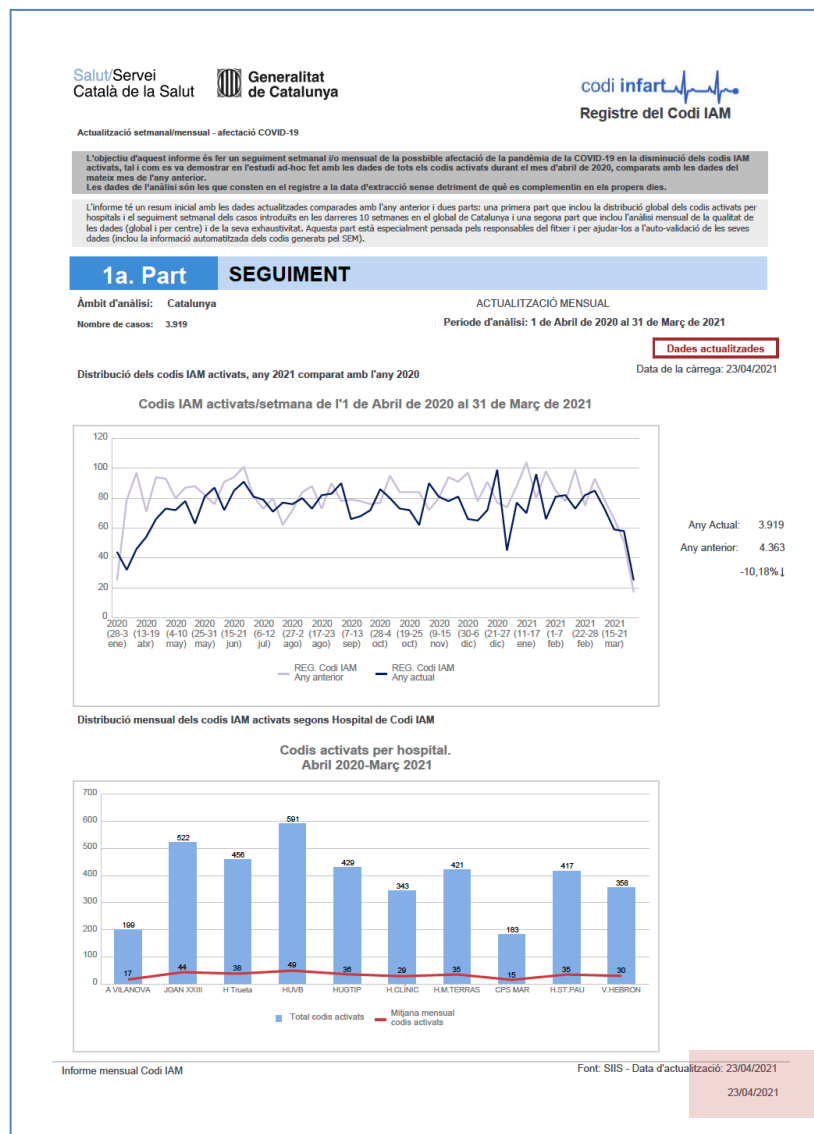 Salut/Servei
Català de la Salut
Generalitat
de Catalunya
codi infart
Registre del Codi IAM
Actualització setmanal/mensual - afectació COVID-19
L'objectiu d'aquest informe és fer un seguiment setmanal i/o mensual de la possbible afectació de la pandèmia de la COVID-19 en la disminució dels codis IAM
activats, tal i com es va demostrar en l'estudi ad-hoc fet amb les dades de tots els codis activats durant el mes d'abril de 2020, comparats amb les dades del
mateix mes de l'any anterior.
Les dades de l'anàlisi són les que consten en el registre a la data d'extracció sense detriment de què es complementin en els propers dies.
L'informe té un resum inicial amb les dades actualitzades comparades amb l'any anterior i dues parts: una primera part que inclou la distribució global dels codis activats per
hospitals i el seguiment setmanal dels casos introduïts en les darreres 10 setmanes en el global de Catalunya i una segona part que inclou l'anàlisi mensual de la qualitat de
les dades (global i per centre) i de la seva exhaustivitat. Aquesta part està especialment pensada pels responsables del fitxer i per ajudar-los a l'auto-validació de les seves
dades (inclou la informació automatitzada dels codis generats pel SEM).
1a. Part SEGUIMENT
Àmbit d'anàlisi: Catalunya
ACTUALITZACIÓ MENSUAL
Nombre de casos: 3.919
Període d'anàlisi: 1 de Abril de 2020 al 31 de Març de 2021
Dades actualitzades
Data de la càrrega: 23/04/2021
Distribució dels codis IAM activats, any 2021 comparat amb l'any 2020
Codis IAM activats/setmana de l'1 de Abril de 2020 al 31 de Març de 2021
120
100
80
60
40
20
0
2020 2020 2020 2020 2020 2020 2020 2020 2020 2020 2020 2020 2020 2020 2021 2021 2021 2021
(28-3 (13-19 (4-10 (25-31 (15-21 (6-12 (27-2 (17-23 (7-13 (28-4 (19-25 (9-15 (30-6 (21-27 (11-17 (1-7 (22-28 (15-21
ene) abr) may) may) jun) jul) ago) ago) sep) oct) oct) nov) dic) dic) ene) feb) feb) mar)
REG. Codi IAM
Any anterior
REG. Codi IAM
Any actual
Any Actual: 3.919
Any anterior: 4.363
-10,18%↓
Distribució mensual dels codis IAM activats segons Hospital de Codi IAM
Codis activats per hospital.
Abril 2020-Març 2021
700
600
500
400
300
200
100
0
199 522 456 591 429 343 421 183 417 358
17 44 38 49 36 29 35 15 35 30
A VILANOVA JOAN XXIII H Trueta HUVB HUGTIP H.CLÍNIC H.M.TERRAS CPS MAR H.ST.PAU V.HEBRON
Total codis activats
Mitjana mensual
codis activats
Informe mensual Codi IAM
Font: SIIS - Data d'actualització: 23/04/2021
23/04/2021